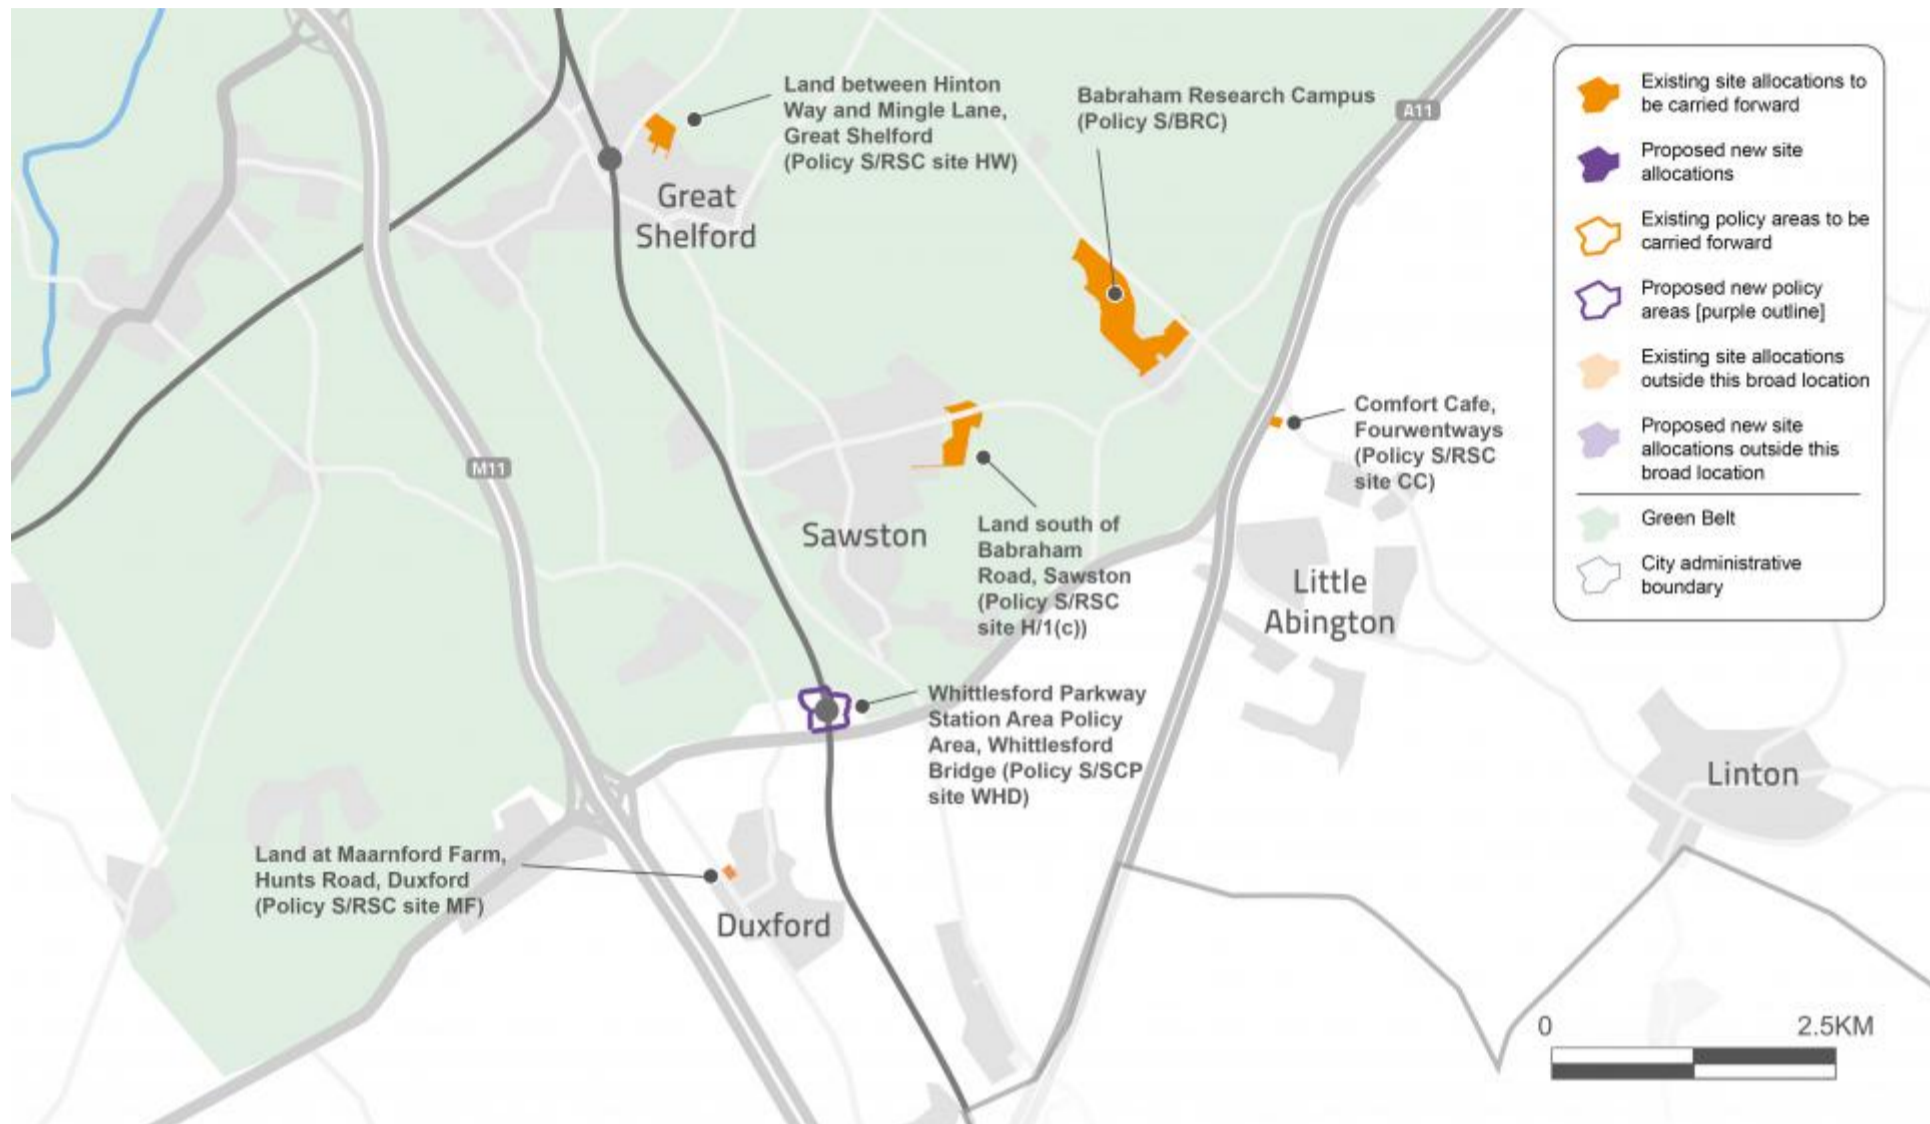 Land between Hinton
Way and Mingle Lane,
Great Shelford
(Policy S/RSC site HW)
Babraham Research Campus
(Policy S/BRC)
A11
Great
Shelford
M11
Comfort Cafe,
Fourwentways
(Policy S/RSC
site CC)
Sawston
Land south of
Babraham
Road, Sawston
(Policy S/RSC
site H/1(c))
Little
Abington
Whittlesford Parkway
Station Area Policy
Area, Whittlesford
Bridge (Policy S/SCP
site WHD)
Linton
Land at Maarnford Farm,
Hunts Road, Duxford
(Policy S/RSC site MF)
Duxford
Existing site allocations to
be carried forward
Proposed new site
allocations
Existing policy areas to be
carried forward
Proposed new policy
areas [purple outline]
Existing site allocations
outside this broad location
Proposed new site
allocations outside this
broad location
Green Belt
City administrative
boundary
0
2.5KM